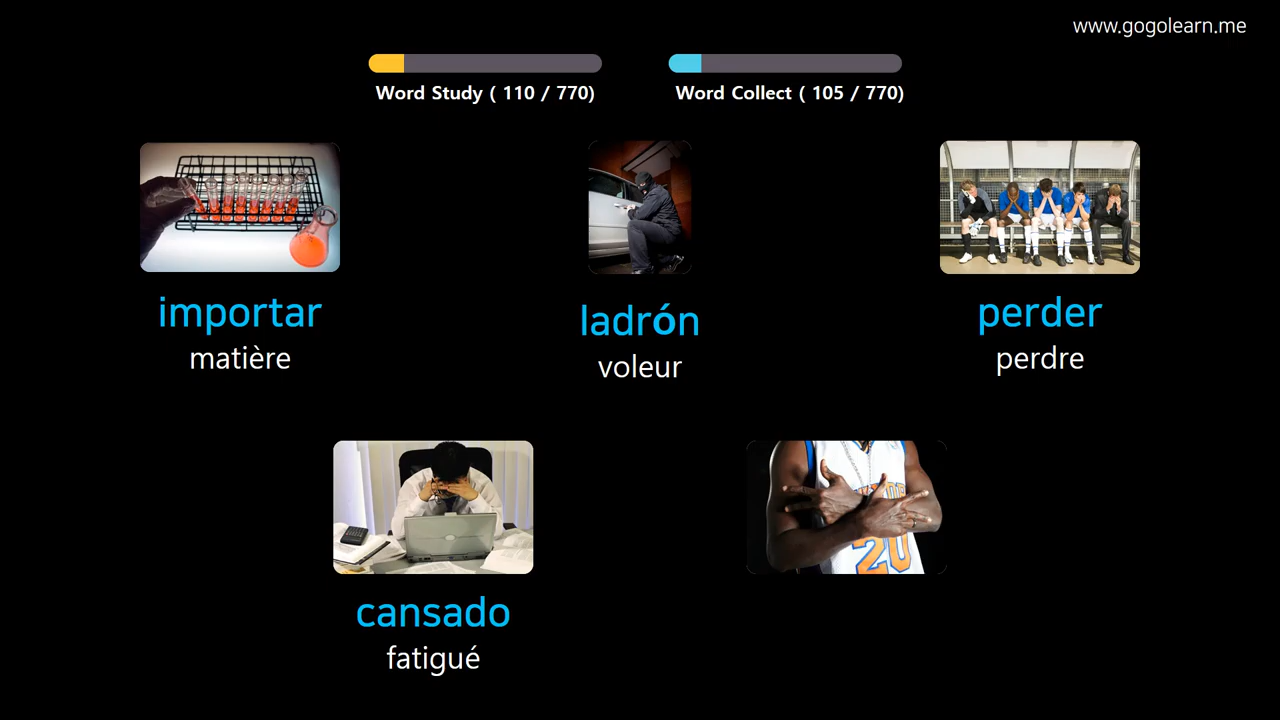 www.gogolearn.me
Word Study ( 110 / 770)
Word Collect ( 105 / 770)
importar
matière
ladrón
voleur
perder
perdre
cansado
fatigué
20